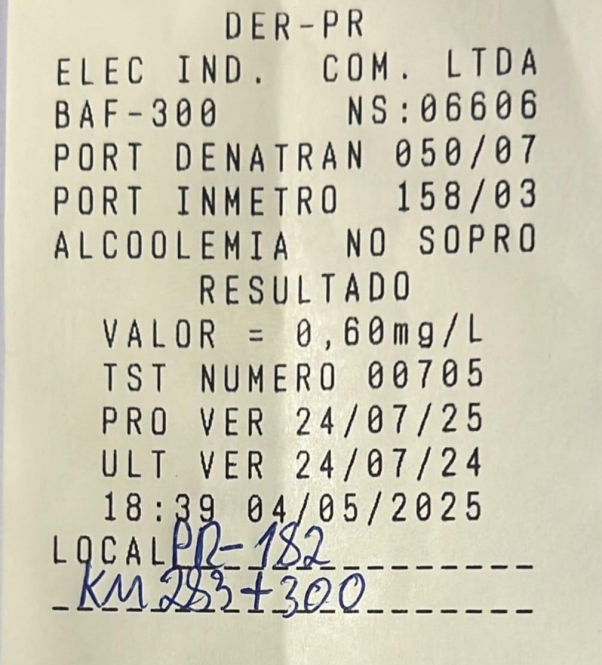 DER-PR
ELEC IND. COM. LTDA
BAF-300 NS:06606
PORT DENATRAN 050/07
PORT INMETRO 158/03
ALCOOLEMIA NO SOPRO
RESULTADO
VALOR = 0,60mg/L
TST NUMERO 00705
PRO VER 24/07/25
ULT VER 24/07/24
18:39 04/05/2025
LOCAL PR-182
KM 283+300